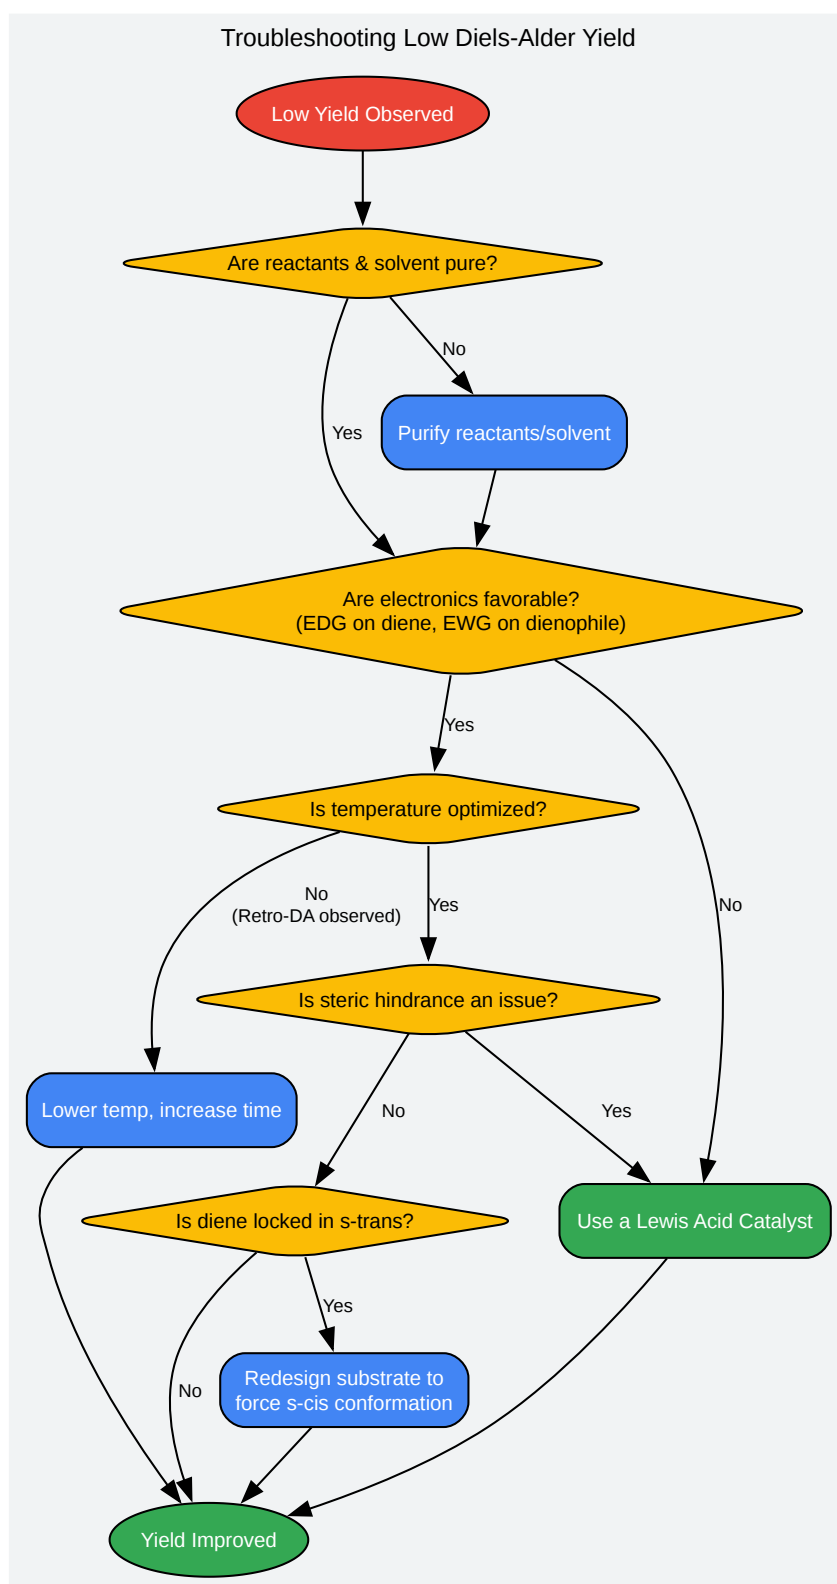 Troubleshooting Low Diels-Alder Yield
Low Yield Observed
Are reactants & solvent pure?
No
Yes
Purify reactants/solvent
Are electronics favorable?
(EDG on diene, EWG on dienophile)
Yes
Is temperature optimized?
No
(Retro-DA observed)
Yes
No
Is steric hindrance an issue?
Lower temp, increase time
No
Yes
Is diene locked in s-trans?
Use a Lewis Acid Catalyst
Yes
No
Redesign substrate to
force s-cis conformation
Yield Improved